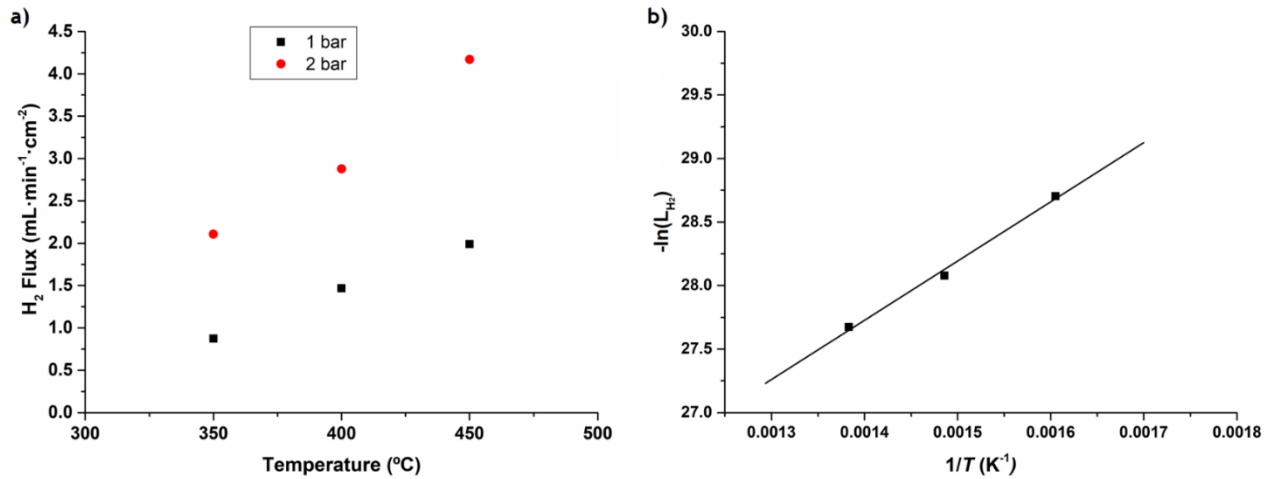 a)
H₂ Flux (mL·min⁻¹·cm⁻²)
4.5
4.0
3.5
3.0
2.5
2.0
1.5
1.0
0.5
0.0
1 bar
2 bar
300 350 400 450 500
Temperature (ºC)
b)
-ln(L_H₂)
30.0
29.5
29.0
28.5
28.0
27.5
27.0
0.0013 0.0014 0.0015 0.0016 0.0017 0.0018
1/T (K⁻¹)